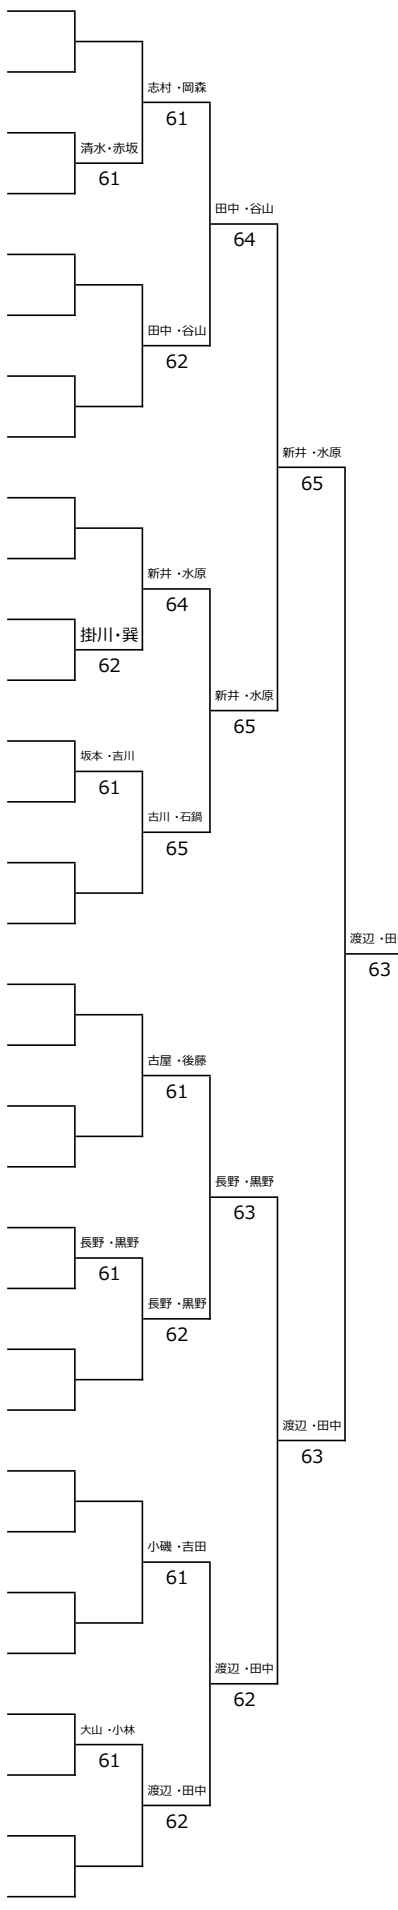 志村・岡森
61
清水・赤坂
61
田中・谷山
64
田中・谷山
62
新井・水原
65
新井・水原
64
掛川・巽
62
新井・水原
65
坂本・吉川
61
古川・石鍋
65
渡辺・田
63
古屋・後藤
61
長野・黒野
63
長野・黒野
61
長野・黒野
62
渡辺・田中
63
小磯・吉田
61
渡辺・田中
62
大山・小林
61
渡辺・田中
62